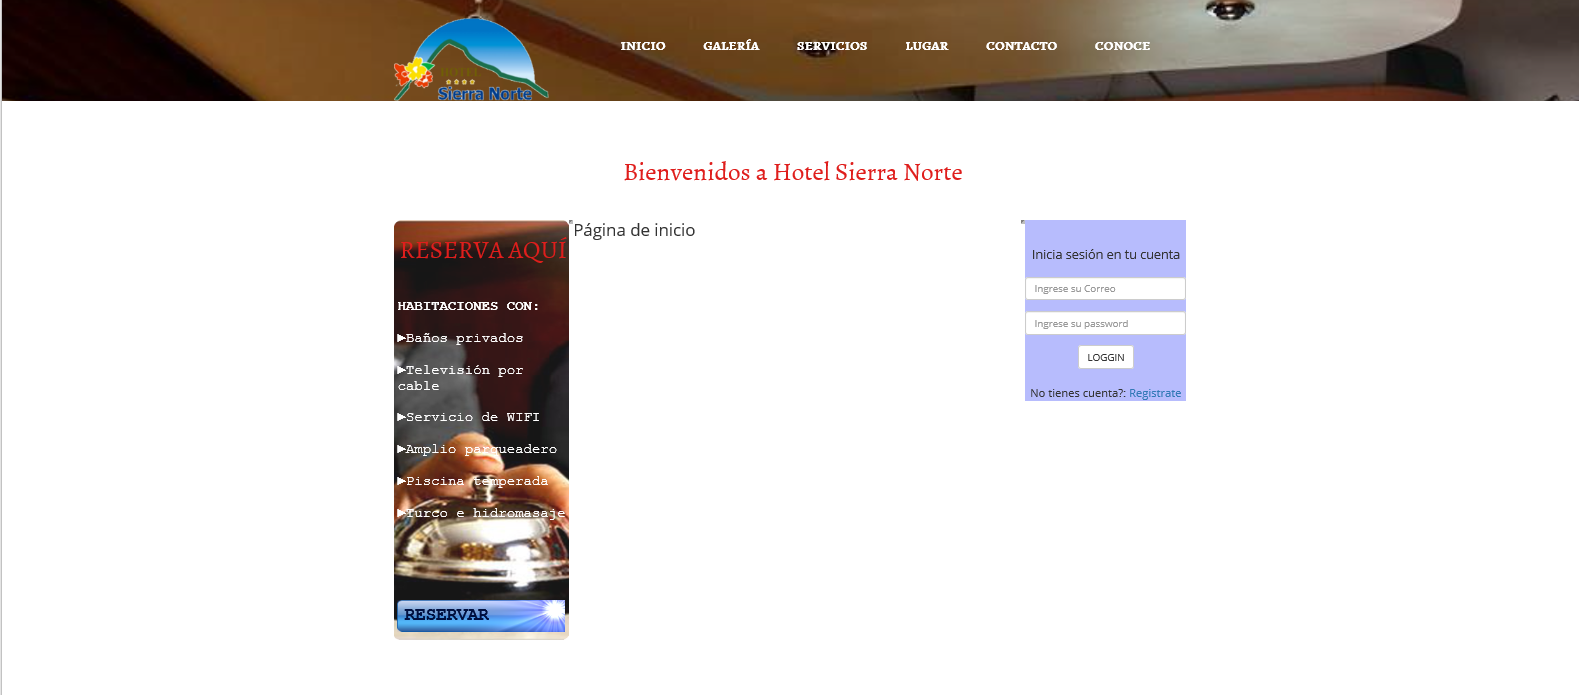 HOTEL
Sierra Norte
INICIO GALERÍA SERVICIOS LUGAR CONTACTO CONOCE
Bienvenidos a Hotel Sierra Norte
RESERVA AQUÍ
HABITACIONES CON:
►Baños privados
►Televisión por
cable
►Servicio de WIFI
►Amplio parqueadero
►Piscina temperada
►Turco e hidromasaje
RESERVAR
Página de inicio
Inicia sesión en tu cuenta
Ingrese su Correo
Ingrese su password
LOGGIN
No tienes cuenta?: Registrate